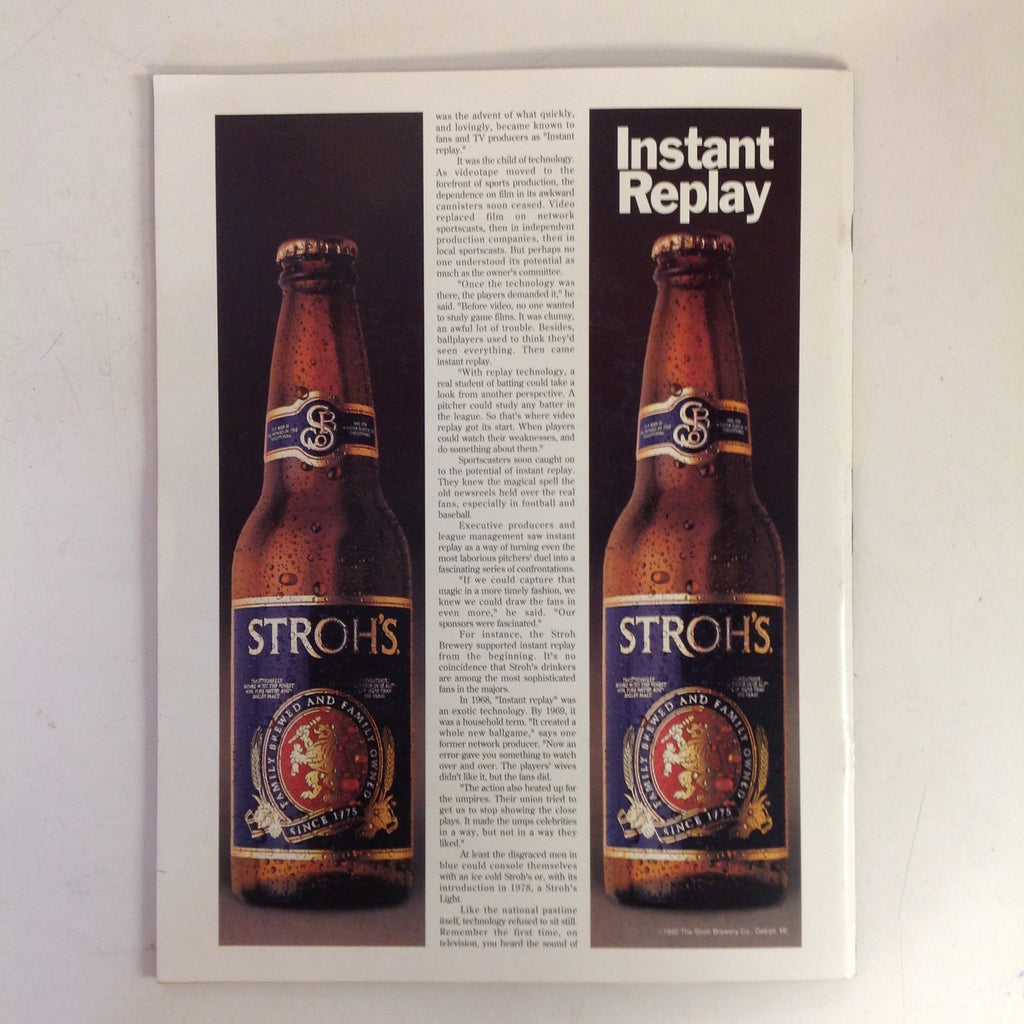 STROH'S.
FAMILY BREWED AND FAMILY OWNED
SINCE 1775
was the advent of what quickly,
and lovingly, became known to
fans and TV producers as "Instant
replay."
It was the child of technology.
As videotape moved to the
forefront of sports production, the
dependence on film in its awkward
cannisters soon ceased. Video
replaced film on network
sportscasts, then in independent
production companies, then in
local sportscasts. But perhaps no
one understood its potential as
much as the owner's committee.
"Once the technology was
there, the players demanded it," he
said. "Before video, no one wanted
to study game films. It was clumsy,
an awful lot of trouble. Besides,
ballplayers used to think they'd
seen everything. Then came
instant replay.
"With replay technology, a
real student of batting could take a
look from another perspective. A
pitcher could study any batter in
the league. So that's where video
replay got its start. When players
could watch their weaknesses, and
do something about them."
Sportscasters soon caught on
to the potential of instant replay.
They knew the magical spell the
old newsreels held over the real
fans, especially in football and
baseball.
Executive producers and
league management saw instant
replay as a way of turning even the
most laborious pitchers' duel into a
fascinating series of confrontations.
"If we could capture that
magic in a more timely fashion, we
knew we could draw the fans in
even more," he said. "Our
sponsors were fascinated."
For instance, the Stroh
Brewery supported instant replay
from the beginning. It's no
coincidence that Stroh's drinkers
are among the most sophisticated
fans in the majors.
In 1968, "Instant replay" was
an exotic technology. By 1969, it
was a household term. "It created a
whole new ballgame," says one
former network producer. "Now an
error gave you something to watch
over and over. The players' wives
didn't like it, but the fans did.
"The action also heated up for
the umpires. Their union tried to
get us to stop showing the close
plays. It made the umps celebrities
in a way, but not in a way they
liked."
At least the disgraced men in
blue could console themselves
with an ice cold Stroh's or, with its
introduction in 1978, a Stroh's
Light.
Like the national pastime
itself, technology refused to sit still.
Remember the first time, on
television, you heard the sound of
Instant
Replay
STROH'S.
FAMILY BREWED AND FAMILY OWNED
SINCE 1775
The Stroh Brewery Co., Detroit, MI